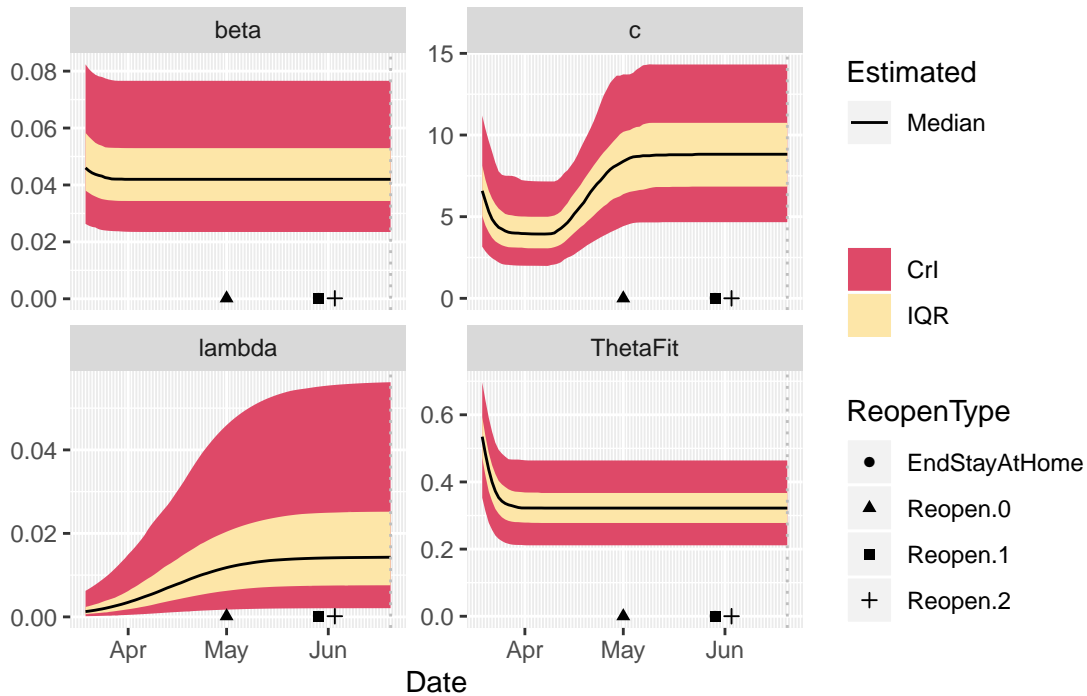 beta
c
0.08
0.06
0.04
0.02
0.00
15
10
5
0
lambda
ThetaFit
0.04
0.02
0.00
0.6
0.4
0.2
0.0
Apr May Jun
Apr May Jun
Date
Estimated
Median
CrI
IQR
ReopenType
EndStayAtHome
Reopen.0
Reopen.1
Reopen.2